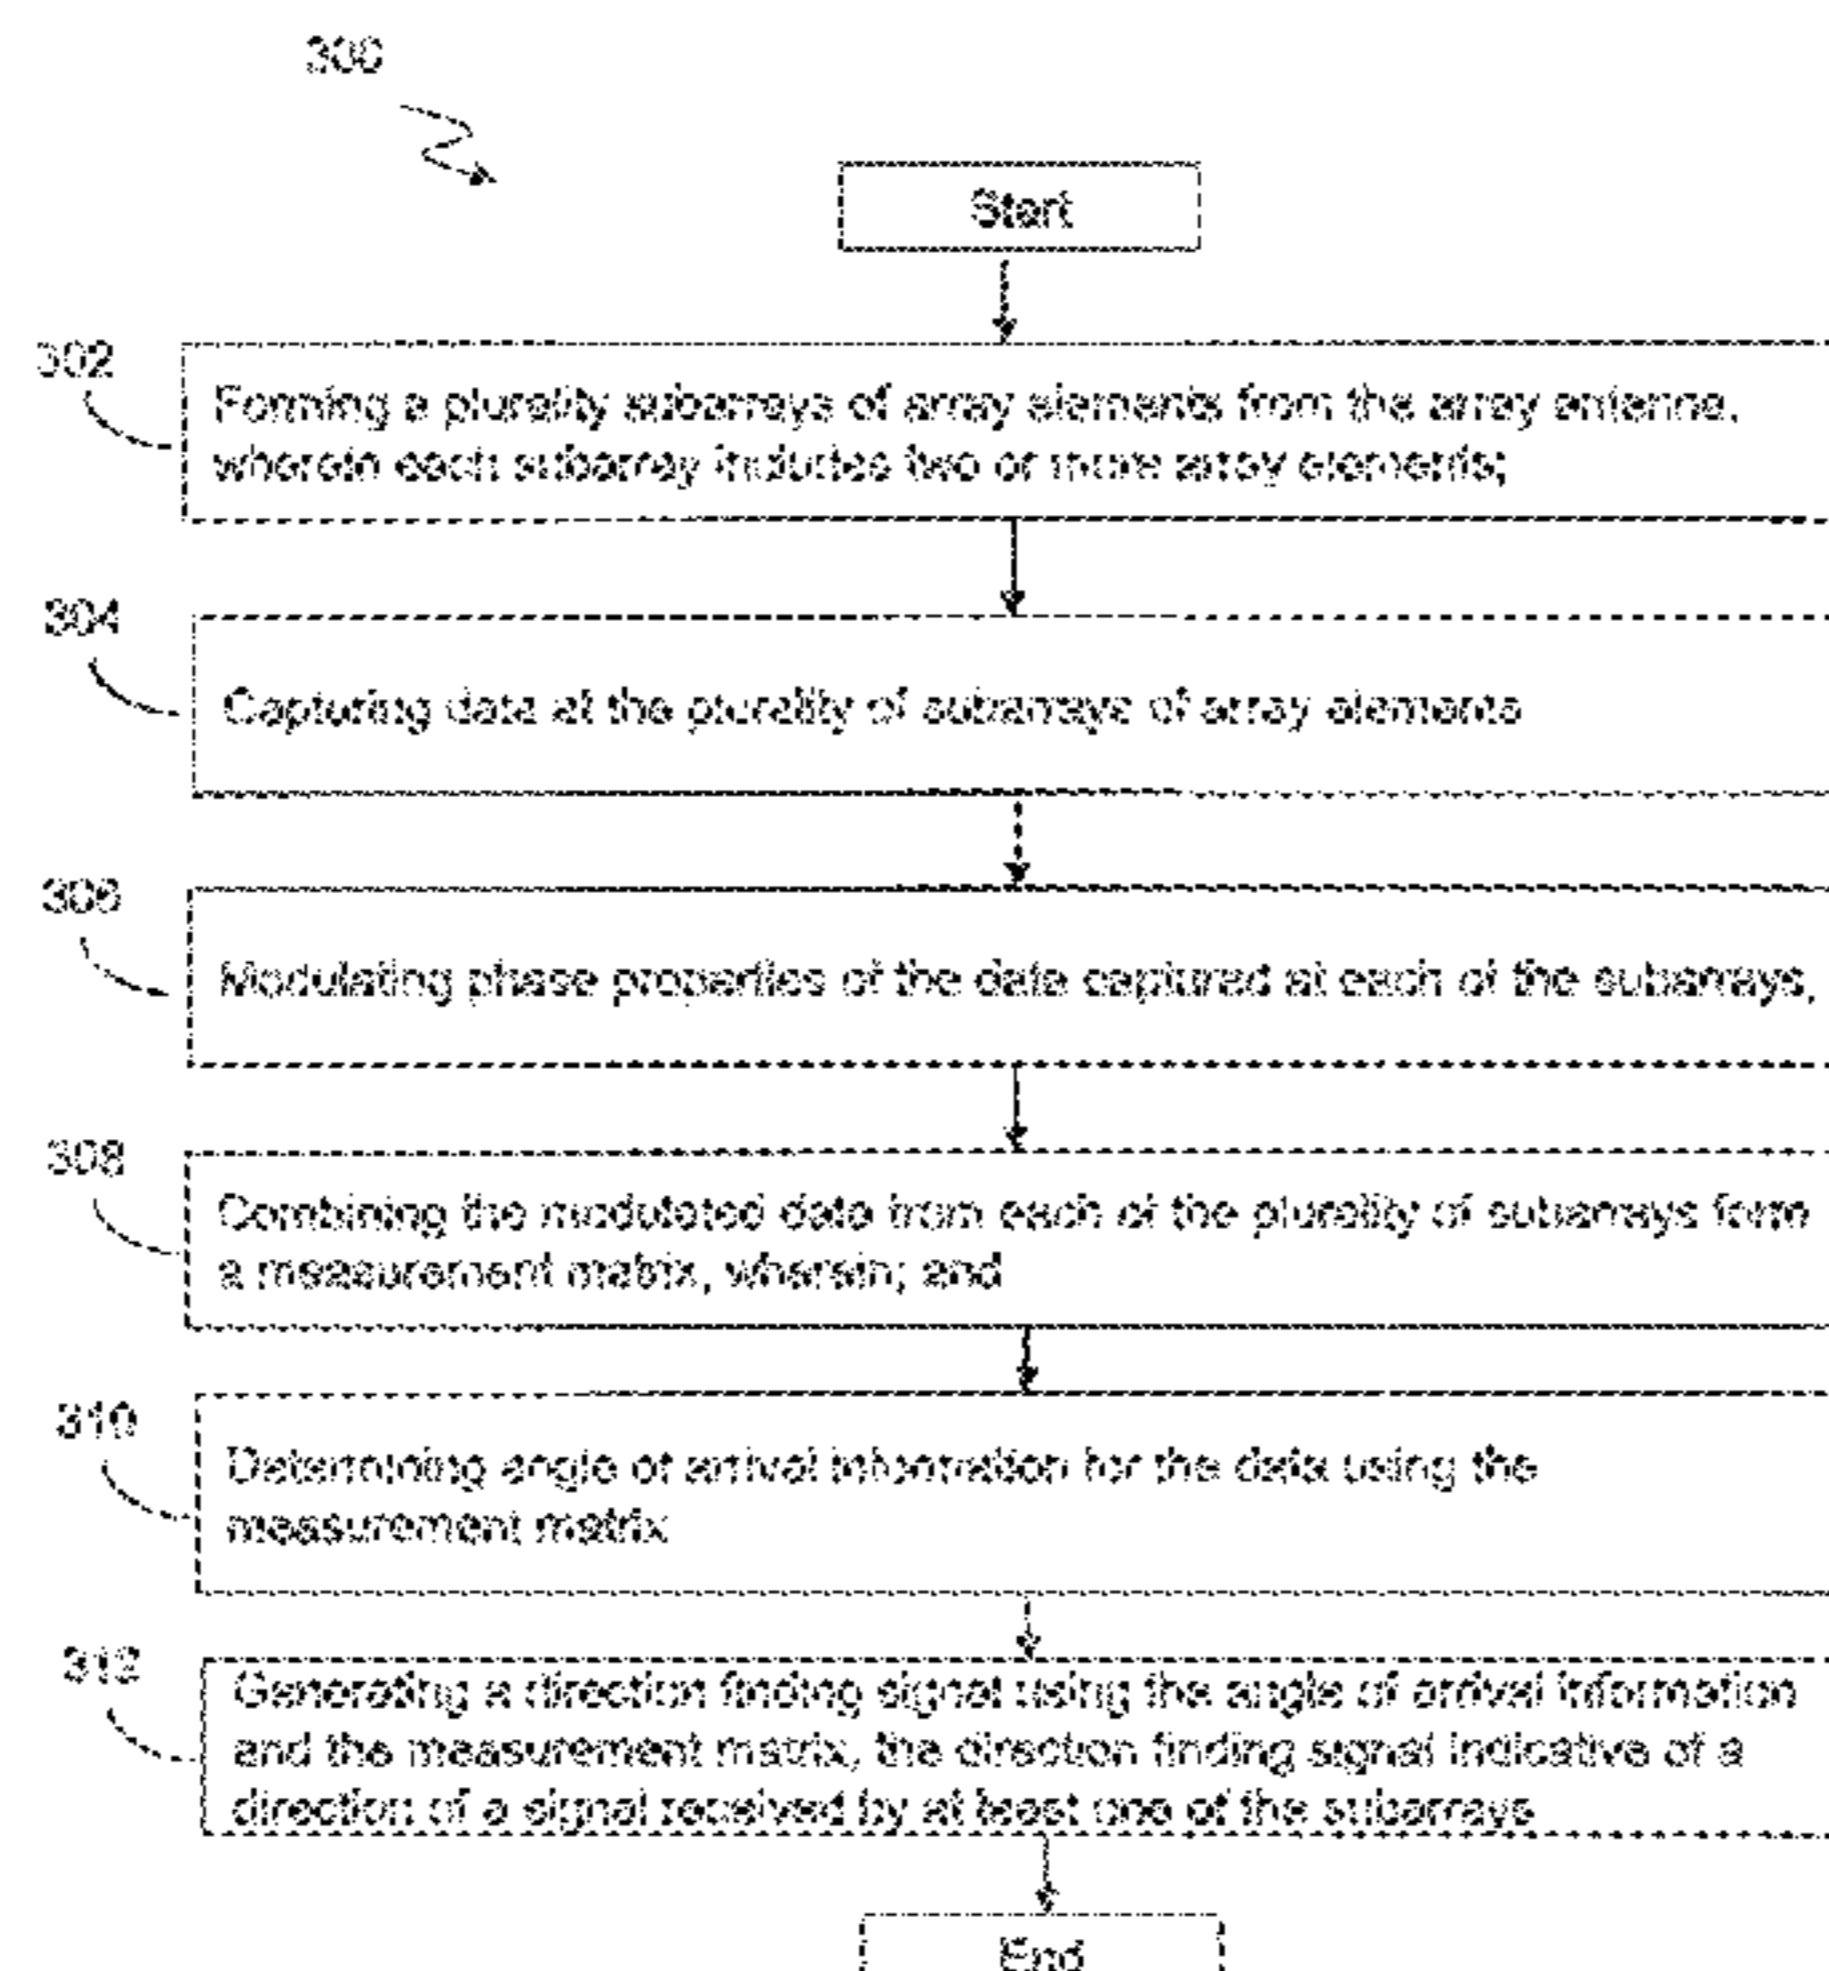 300
Start
302
Forming a plurality subarrays of array elements from the array antenna,
wherein each subarray includes two or more array elements;
304
Capturing data at the plurality of subarrays of array elements
306
Modulating phase properties of the data captured at each of the subarrays,
308
Combining the modulated data from each of the plurality of subarrays form
a measurement matrix, wherein; and
310
Determining angle of arrival information for the data using the
measurement matrix
312
Generating a direction finding signal using the angle of arrival information
and the measurement matrix, the direction finding signal indicative of a
direction of a signal received by at least one of the subarrays
End